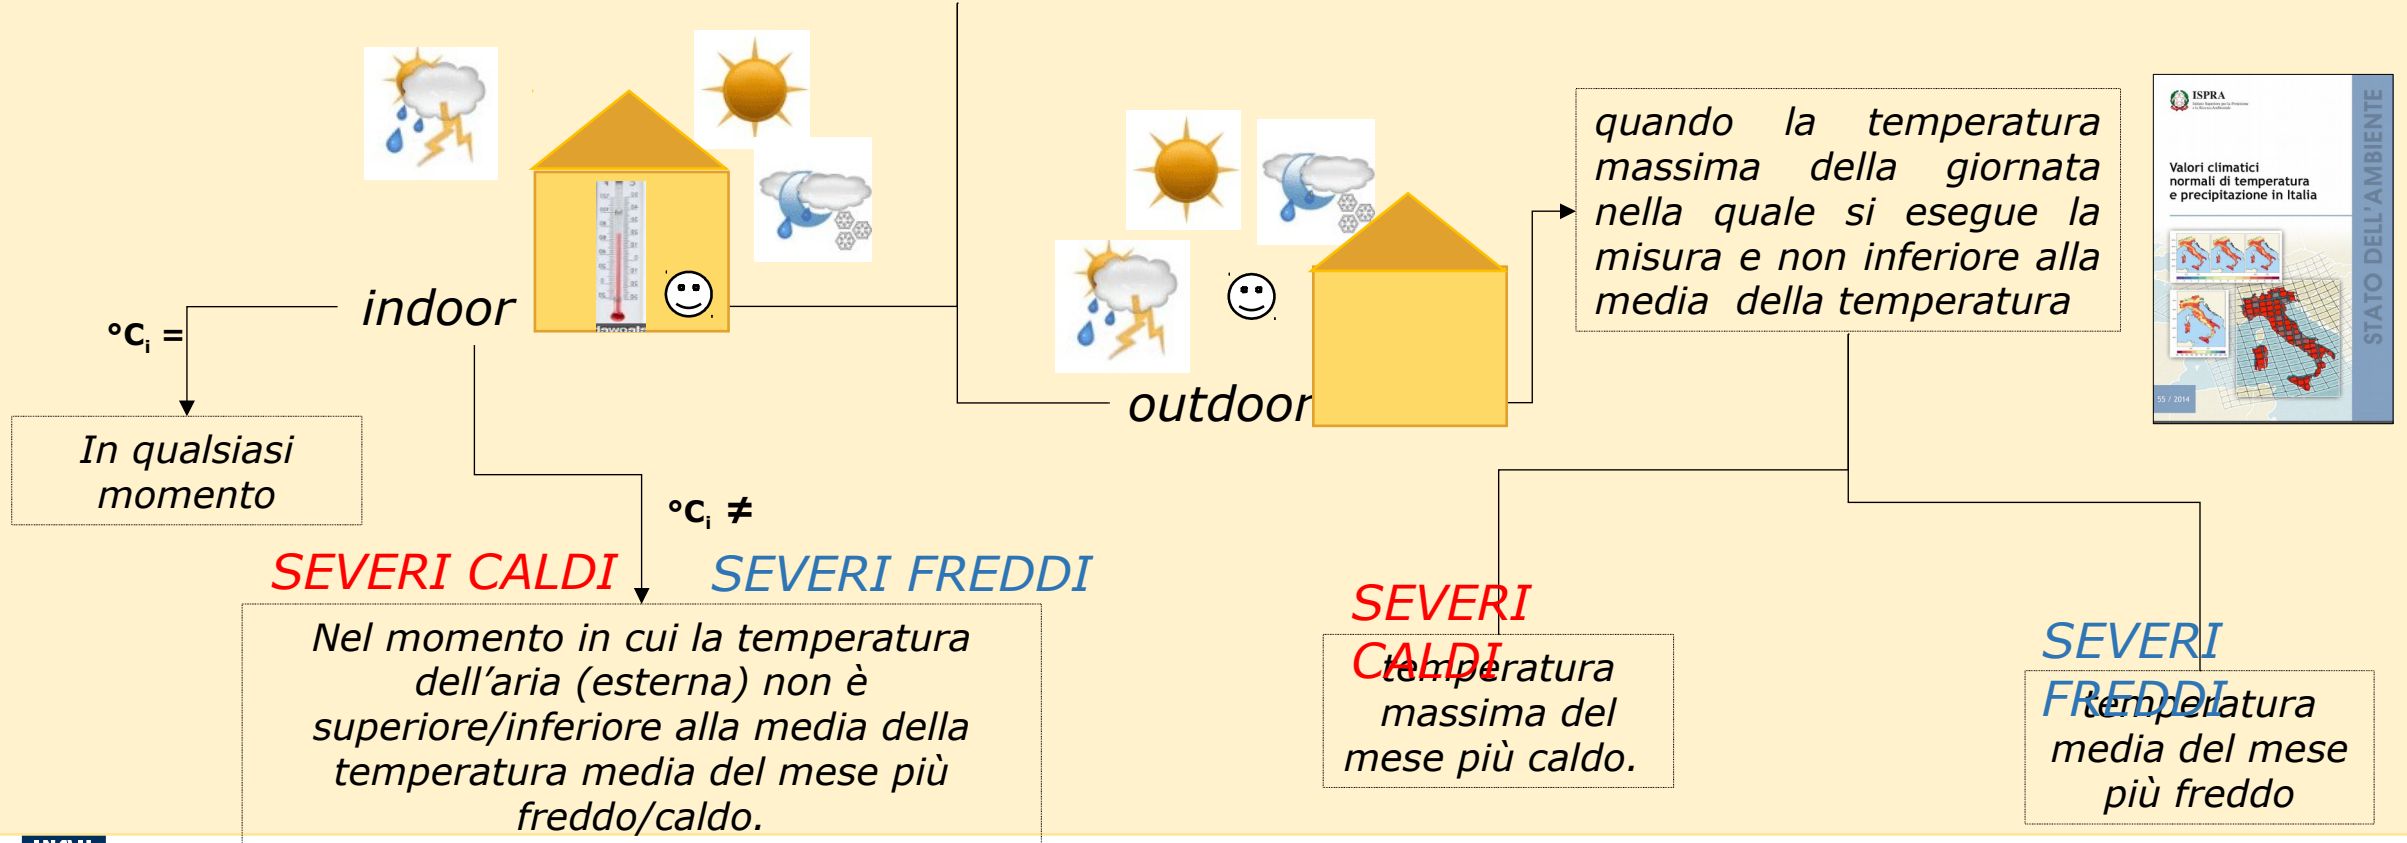 indoor
°Ci =
In qualsiasi
momento
°Ci ≠
SEVERI CALDI
SEVERI FREDDI
Nel momento in cui la temperatura
dell’aria (esterna) non è
superiore/inferiore alla media della
temperatura media del mese più
freddo/caldo.
outdoor
quando la temperatura
massima della giornata
nella quale si esegue la
misura e non inferiore alla
media della temperatura
SEVERI
CALDI
temperatura
massima del
mese più caldo.
SEVERI
FREDDI
temperatura
media del mese
più freddo
ISPRA
Valori climatici
normali di temperatura
e precipitazione in Italia
STATO DELL'AMBIENTE
55 / 2014